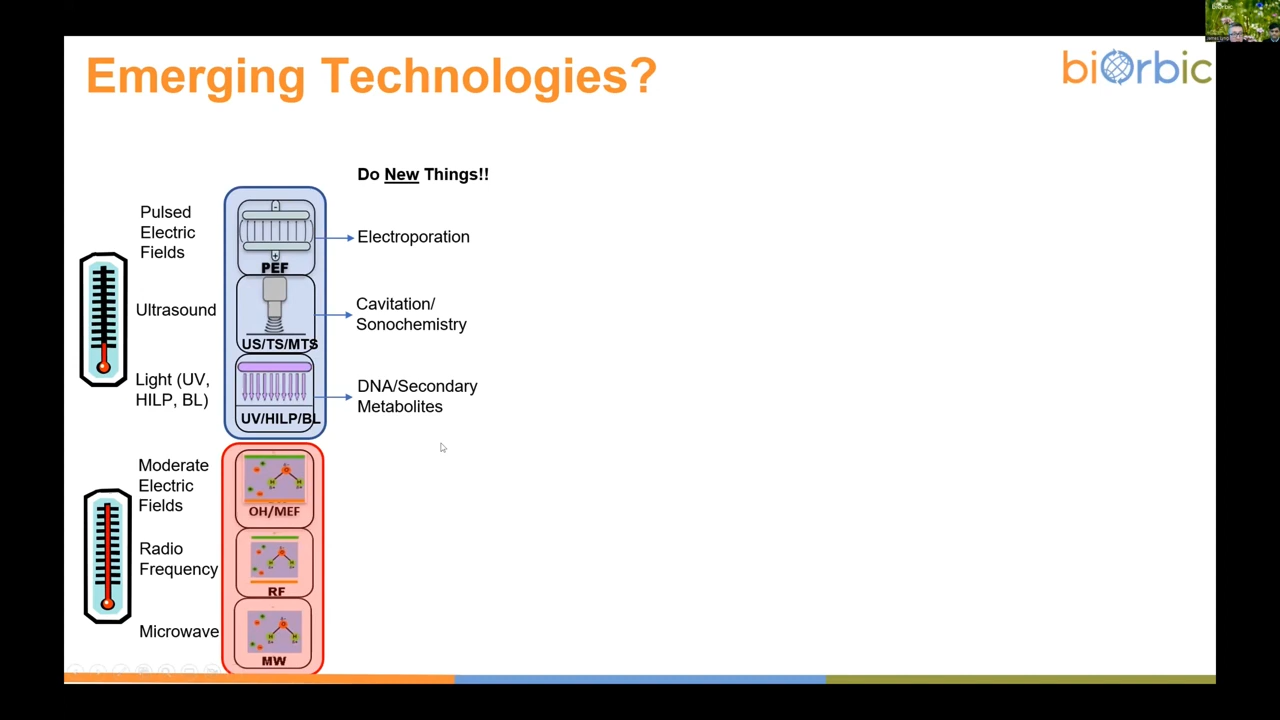 Emerging Technologies?
biOrbic
Do New Things!!
Pulsed
Electric
Fields
-
+
PEF
Electroporation
Ultrasound
US/TS/MTS
Cavitation/
Sonochemistry
Light (UV,
HILP, BL)
UV/HILP/BL
DNA/Secondary
Metabolites
Moderate
Electric
Fields
OH/MEF
Radio
Frequency
RF
Microwave
MW